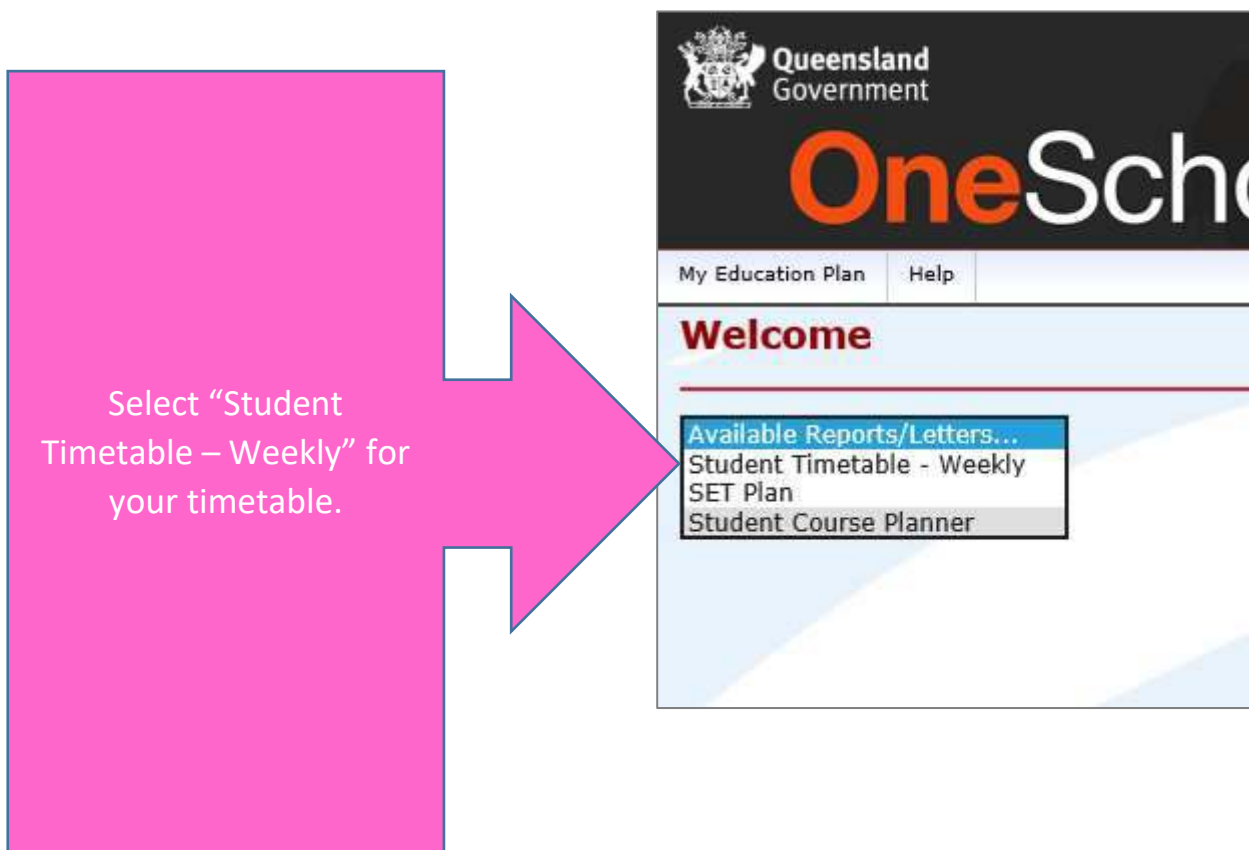 Select “Student
Timetable – Weekly” for
your timetable.
Queensland
Government
OneSch
My Education Plan Help
Welcome
Available Reports/Letters...
Student Timetable - Weekly
SET Plan
Student Course Planner